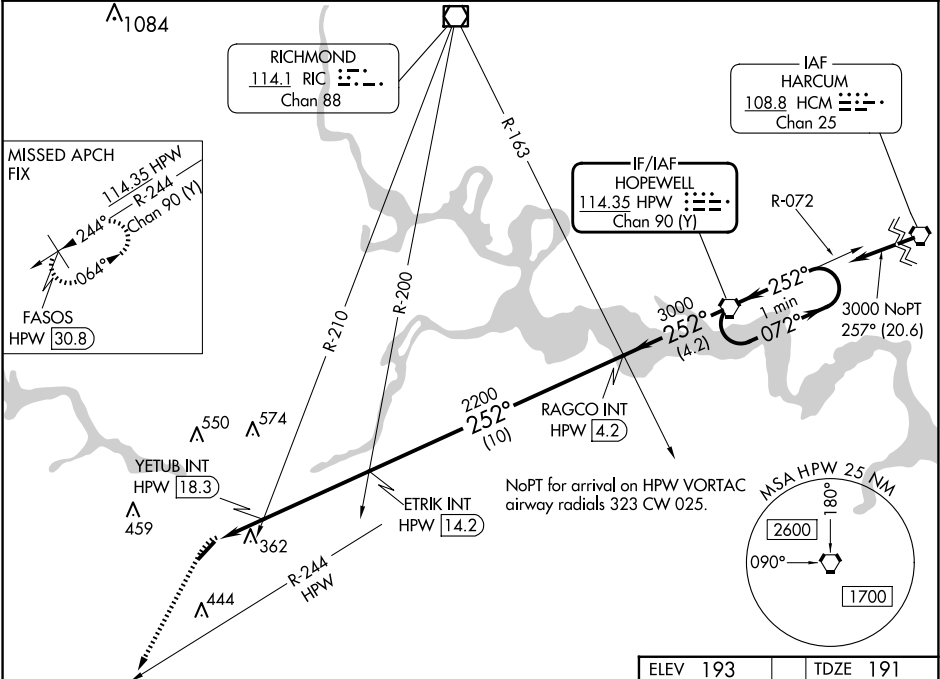 1084
RICHMOND
114.1 RIC
Chan 88
IAF
HARCUM
108.8 HCM
Chan 25
MISSED APCH
FIX
114.35 HPW
R-244
Chan 90 (Y)
244°
064°
FASOS
HPW 30.8
R-163
IF/IAF
HOPEWELL
114.35 HPW
Chan 90 (Y)
R-072
R-210
R-200
252°
1 min
072°
3000 NoPT
257° (20.6)
3000
252°
(4.2)
2200
252°
(10)
RAGCO INT
HPW 4.2
550
574
YETUB INT
HPW 18.3
459
362
ETRIK INT
HPW 14.2
NoPT for arrival on HPW VORTAC
airway radials 323 CW 025.
R-244
HPW
444
MSA HPW 25 NM
180°
2600
090°
1700
ELEV 193
TDZE 191